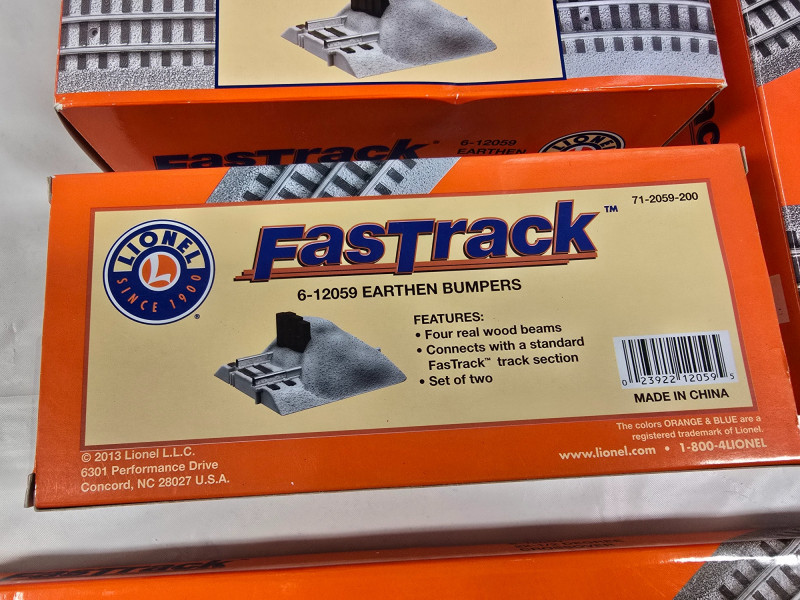 FASTRACK
6-12059
EARTHEN
LIONEL
71-2059-200
LIONEL
L
SINCE 1900
®
FASTRACK™
6-12059 EARTHEN BUMPERS
FEATURES:
• Four real wood beams
• Connects with a standard
FasTrack™ track section
• Set of two
0 23922 12059 5
MADE IN CHINA
The colors ORANGE & BLUE are a
registered trademark of Lionel.
www.lionel.com • 1-800-4LIONEL
© 2013 Lionel L.L.C.
6301 Performance Drive
Concord, NC 28027 U.S.A.
FASTRACK